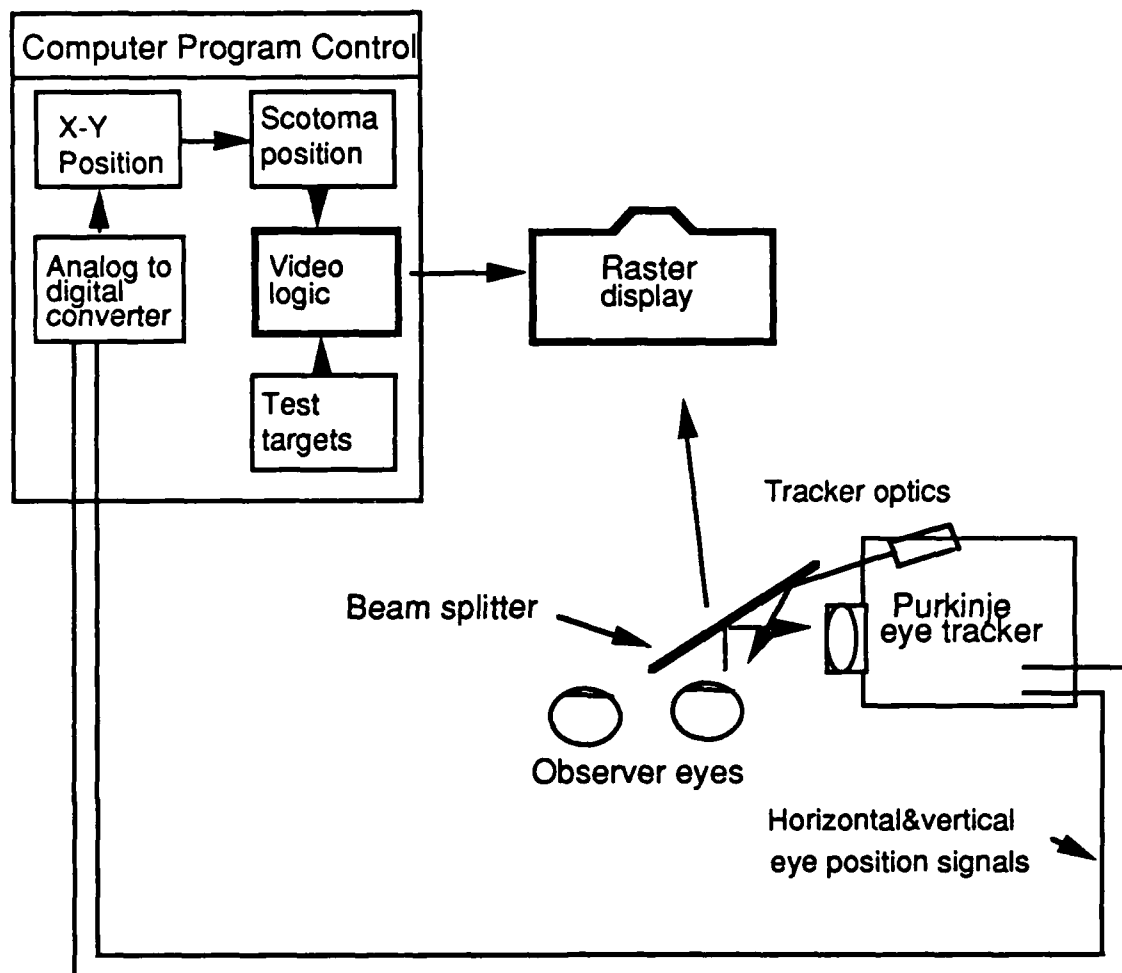 Computer Program Control
X-Y
Position
Scotoma
position
Analog to
digital
converter
Video
logic
Test
targets
Raster
display
Tracker optics
Beam splitter
Purkinje
eye tracker
Observer eyes
Horizontal&vertical
eye position signals